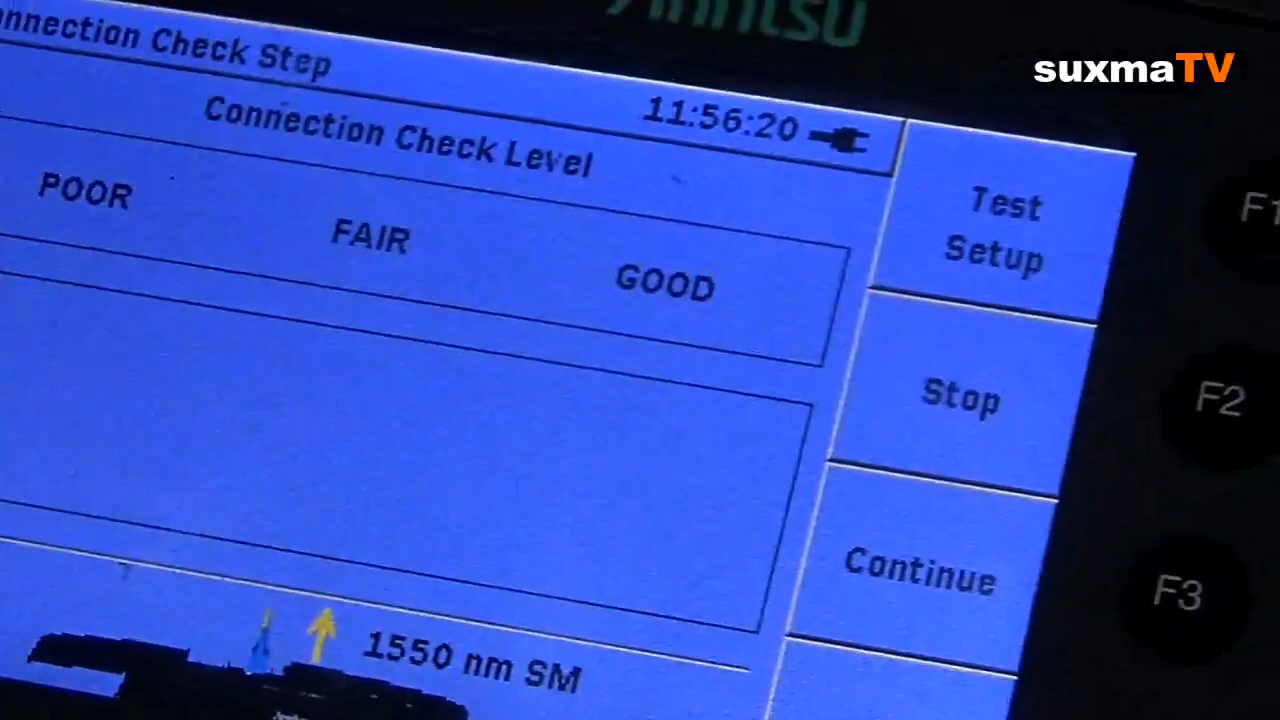 Anritsu
suxmaTV
nnection Check Step
11:56:20
Connection Check Level
POOR
FAIR
GOOD
Test
Setup
Stop
Continue
1550 nm SM
F1
F2
F3